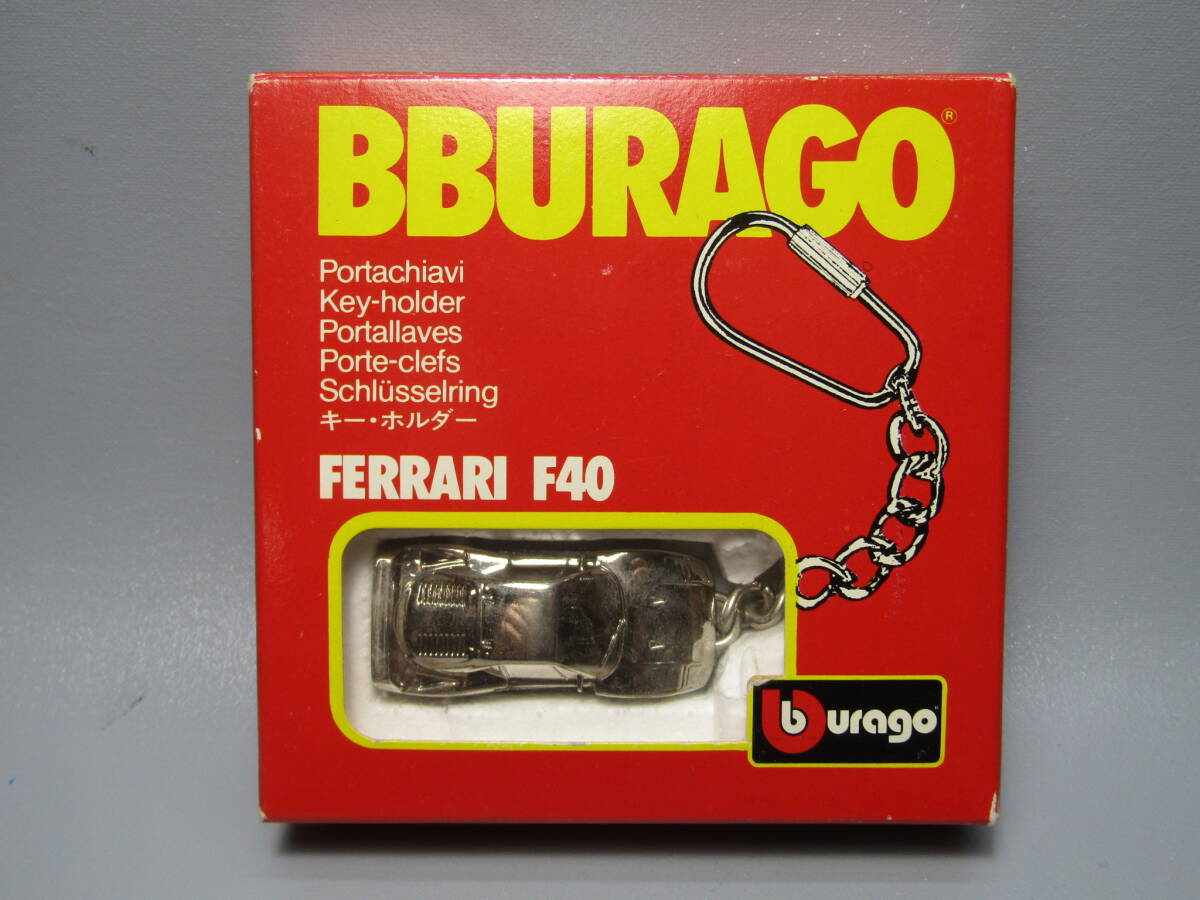 BBURAGO®
Portachiavi
Key-holder
Portallaves
Porte-clefs
Schlüsselring
キー・ホルダー
FERRARI F40
burago